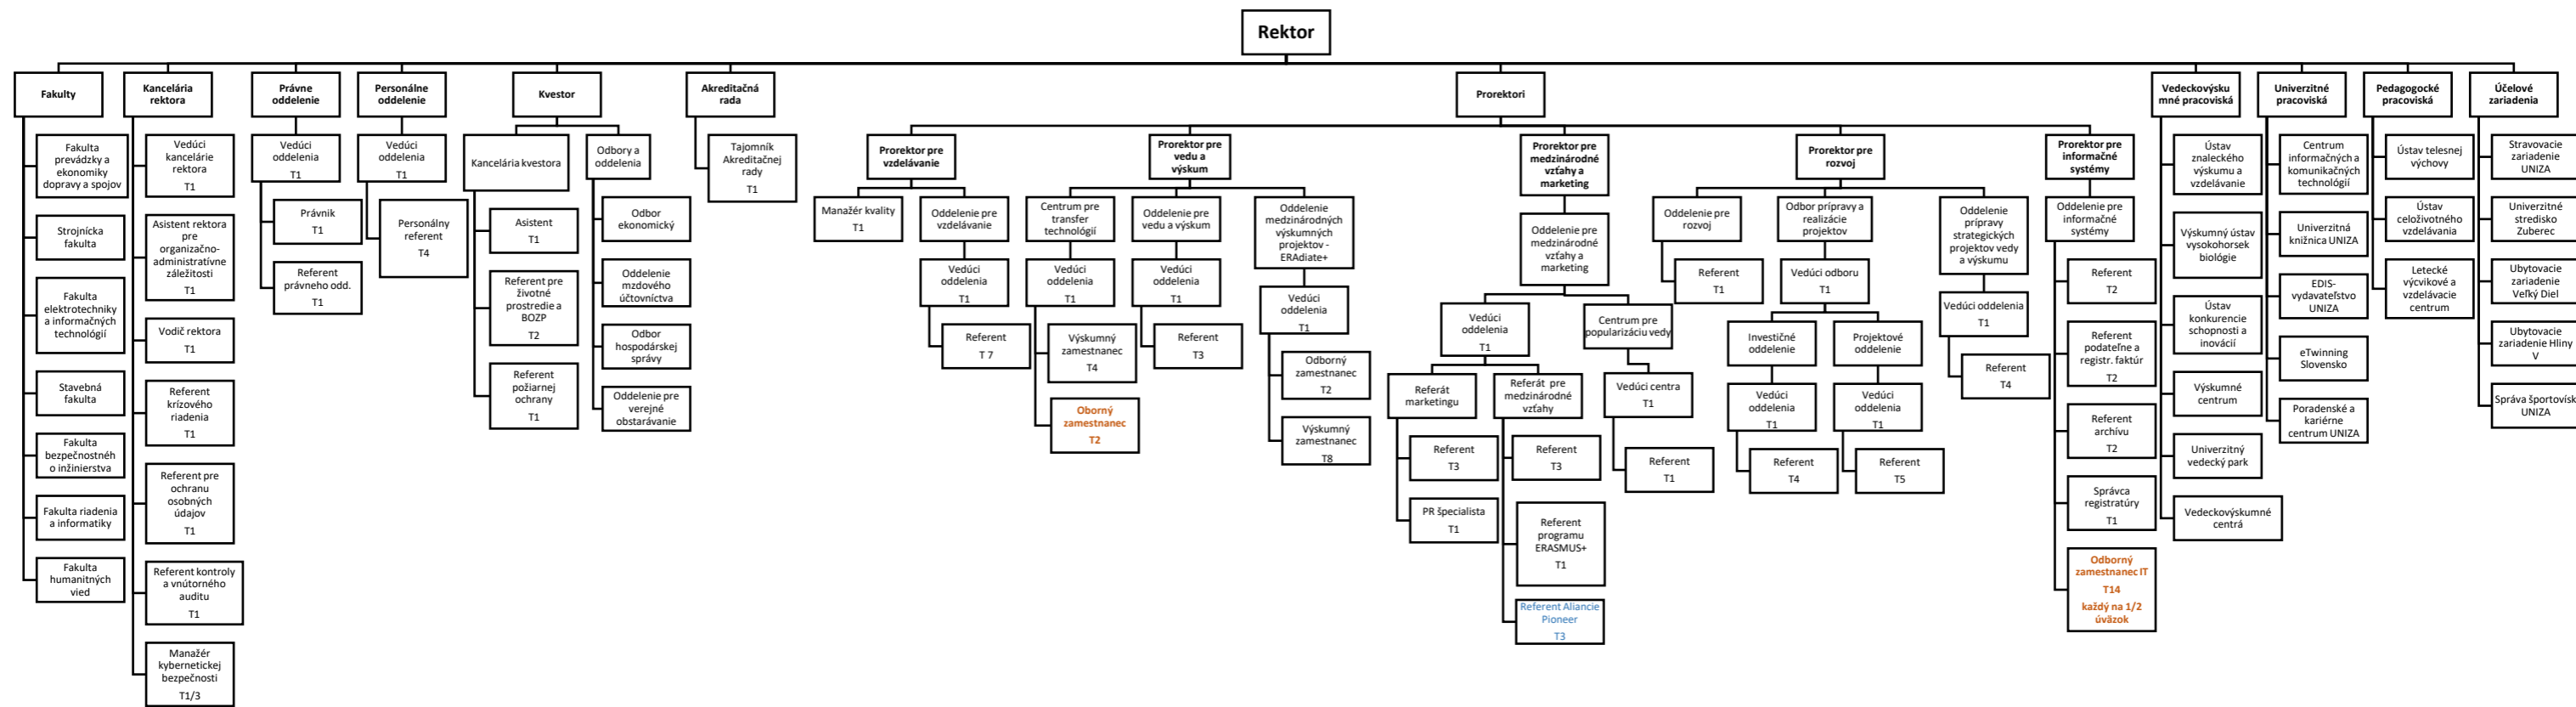 Rektor
Fakulty
Kancelária
rektora
Právne
oddelenie
Personálne
oddelenie
Kvestor
Akreditačná
rada
Prorektori
Vedeckovýsku
mné pracoviská
Univerzitné
pracoviská
Pedagogocké
pracoviská
Účelové
zariadenia
Fakulta
prevádzky a
ekonomiky
dopravy a spojov
Strojnícka
fakulta
Fakulta
elektrotechniky
a informačných
technológií
Stavebná
fakulta
Fakulta
bezpečnostnéh
o inžinierstva
Fakulta riadenia
a informatiky
Fakulta
humanitných
vied
Vedúci
kancelárie
rektora
T1
Asistent rektora
pre
organizačno-
administratívne
záležitosti
T1
Vodič rektora
T1
Referent
krízového
riadenia
T1
Referent pre
ochranu
osobných
údajov
T1
Referent kontroly
a vnútorného
auditu
T1
Manažér
kybernetickej
bezpečnosti
T1/3
Vedúci
oddelenia
T1
Právnik
T1
Referent
právneho odd.
T1
Vedúci
oddelenia
T1
Personálny
referent
T4
Kancelária kvestora
Asistent
T1
Referent pre
životné
prostredie a
BOZP
T2
Referent
požiarnej
ochrany
T1
Odbory a
oddelenia
Odbor
ekonomický
Oddelenie
mzdového
účtovníctva
Odbor
hospodárskej
správy
Oddelenie pre
verejné
obstarávanie
Tajomník
Akreditačnej
rady
T1
Prorektor pre
vzdelávanie
Manažér kvality
T1
Oddelenie pre
vzdelávanie
Vedúci
oddelenia
T1
Referent
T 7
Prorektor pre
vedu a
výskum
Centrum pre
transfer
technológií
Vedúci
oddelenia
T1
Výskumný
zamestnanec
T4
Oborný
zamestnanec
T2
Oddelenie pre
vedu a výskum
Vedúci
oddelenia
T1
Referent
T3
Oddelenie
medzinárodných
výskumných
projektov -
ERAdiate+
Vedúci
oddelenia
T1
Odborný
zamestnanec
T2
Výskumný
zamestnanec
T8
Prorektor pre
medzinárodné
vzťahy a
marketing
Oddelenie pre
medzinárodné
vzťahy a
marketing
Vedúci
oddelenia
T1
Referát
marketingu
Referent
T3
PR špecialista
T1
Referát pre
medzinárodné
vzťahy
Referent
T3
Referent
programu
ERASMUS+
T1
Referent Aliancie
Pioneer
T3
Centrum pre
popularizáciu vedy
Vedúci centra
T1
Referent
T1
Prorektor pre
rozvoj
Oddelenie pre
rozvoj
Referent
T1
Odbor prípravy a
realizácie
projektov
Vedúci odboru
T1
Investičné
oddelenie
Vedúci
oddelenia
T1
Referent
T4
Projektové
oddelenie
Vedúci
oddelenia
T1
Referent
T5
Oddelenie
prípravy
strategických
projektov vedy
a výskumu
Vedúci oddelenia
T1
Referent
T4
Prorektor pre
informačné
systémy
Oddelenie pre
informačné
systémy
Referent
T2
Referent
podateľne a
registr. faktúr
T2
Referent
archívu
T2
Správca
registratúry
T1
Odborný
zamestnanec IT
T14
každý na 1/2
úväzok
Ústav
znaleckého
výskumu a
vzdelávanie
Výskumný ústav
vysokohorsek
biológie
Ústav
konkurencie
schopnosti a
inovácií
Výskumné
centrum
Univerzitný
vedecký park
Vedeckovýskumné
centrá
Centrum
informačných a
komunikačných
technológií
Univerzitná
knižnica UNIZA
EDIS-
vydavateľstvo
UNIZA
eTwinning
Slovensko
Poradenské a
kariérne
centrum UNIZA
Ústav telesnej
výchovy
Ústav
celoživotného
vzdelávania
Letecké
výcvikové a
vzdelávacie
centrum
Stravovacie
zariadenie
UNIZA
Univerzitné
stredisko
Zuberec
Ubytovacie
zariadenie
Veľký Diel
Ubytovacie
zariadenie Hliny
V
Správa športovísk
UNIZA